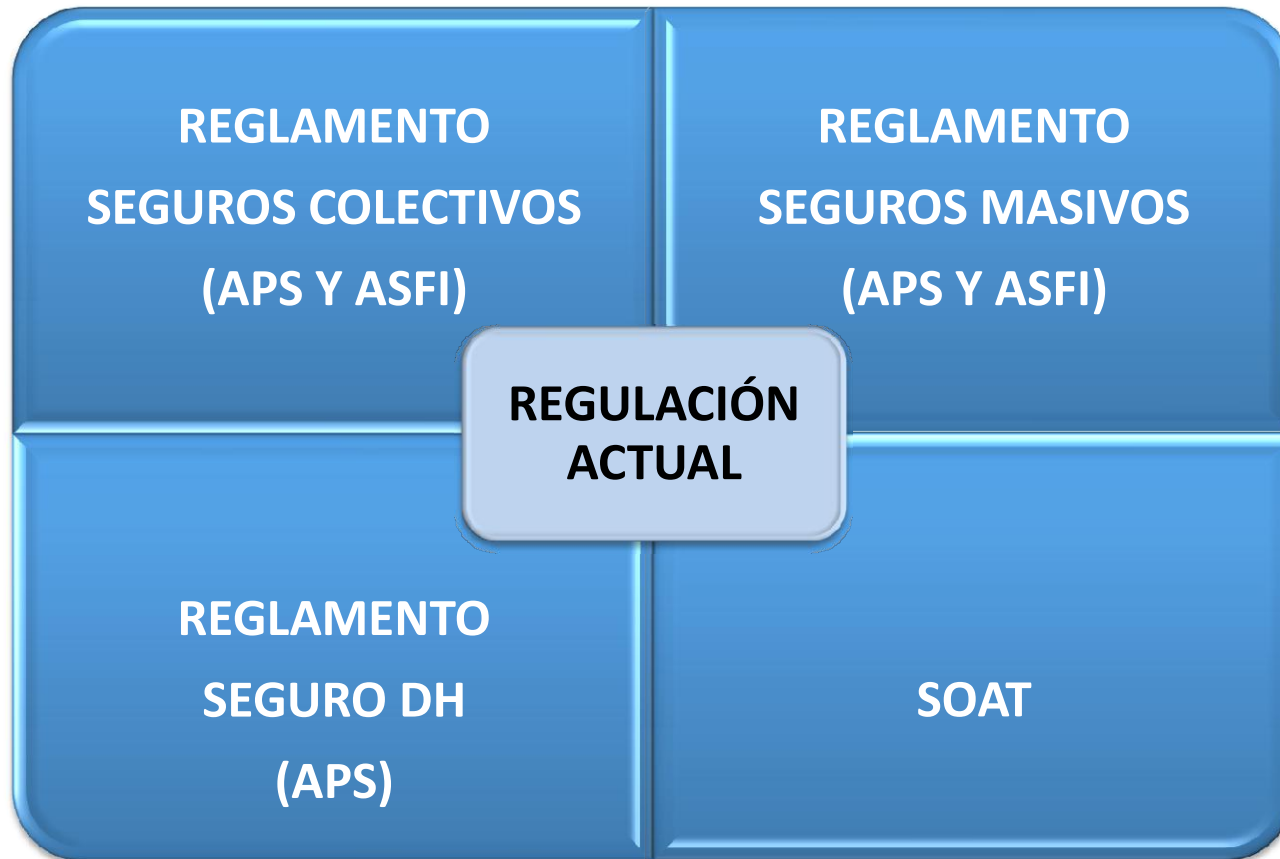 REGLAMENTO
SEGUROS COLECTIVOS
(APS Y ASFI)
REGLAMENTO
SEGUROS MASIVOS
(APS Y ASFI)
REGULACIÓN
ACTUAL
REGLAMENTO
SEGURO DH
(APS)
SOAT